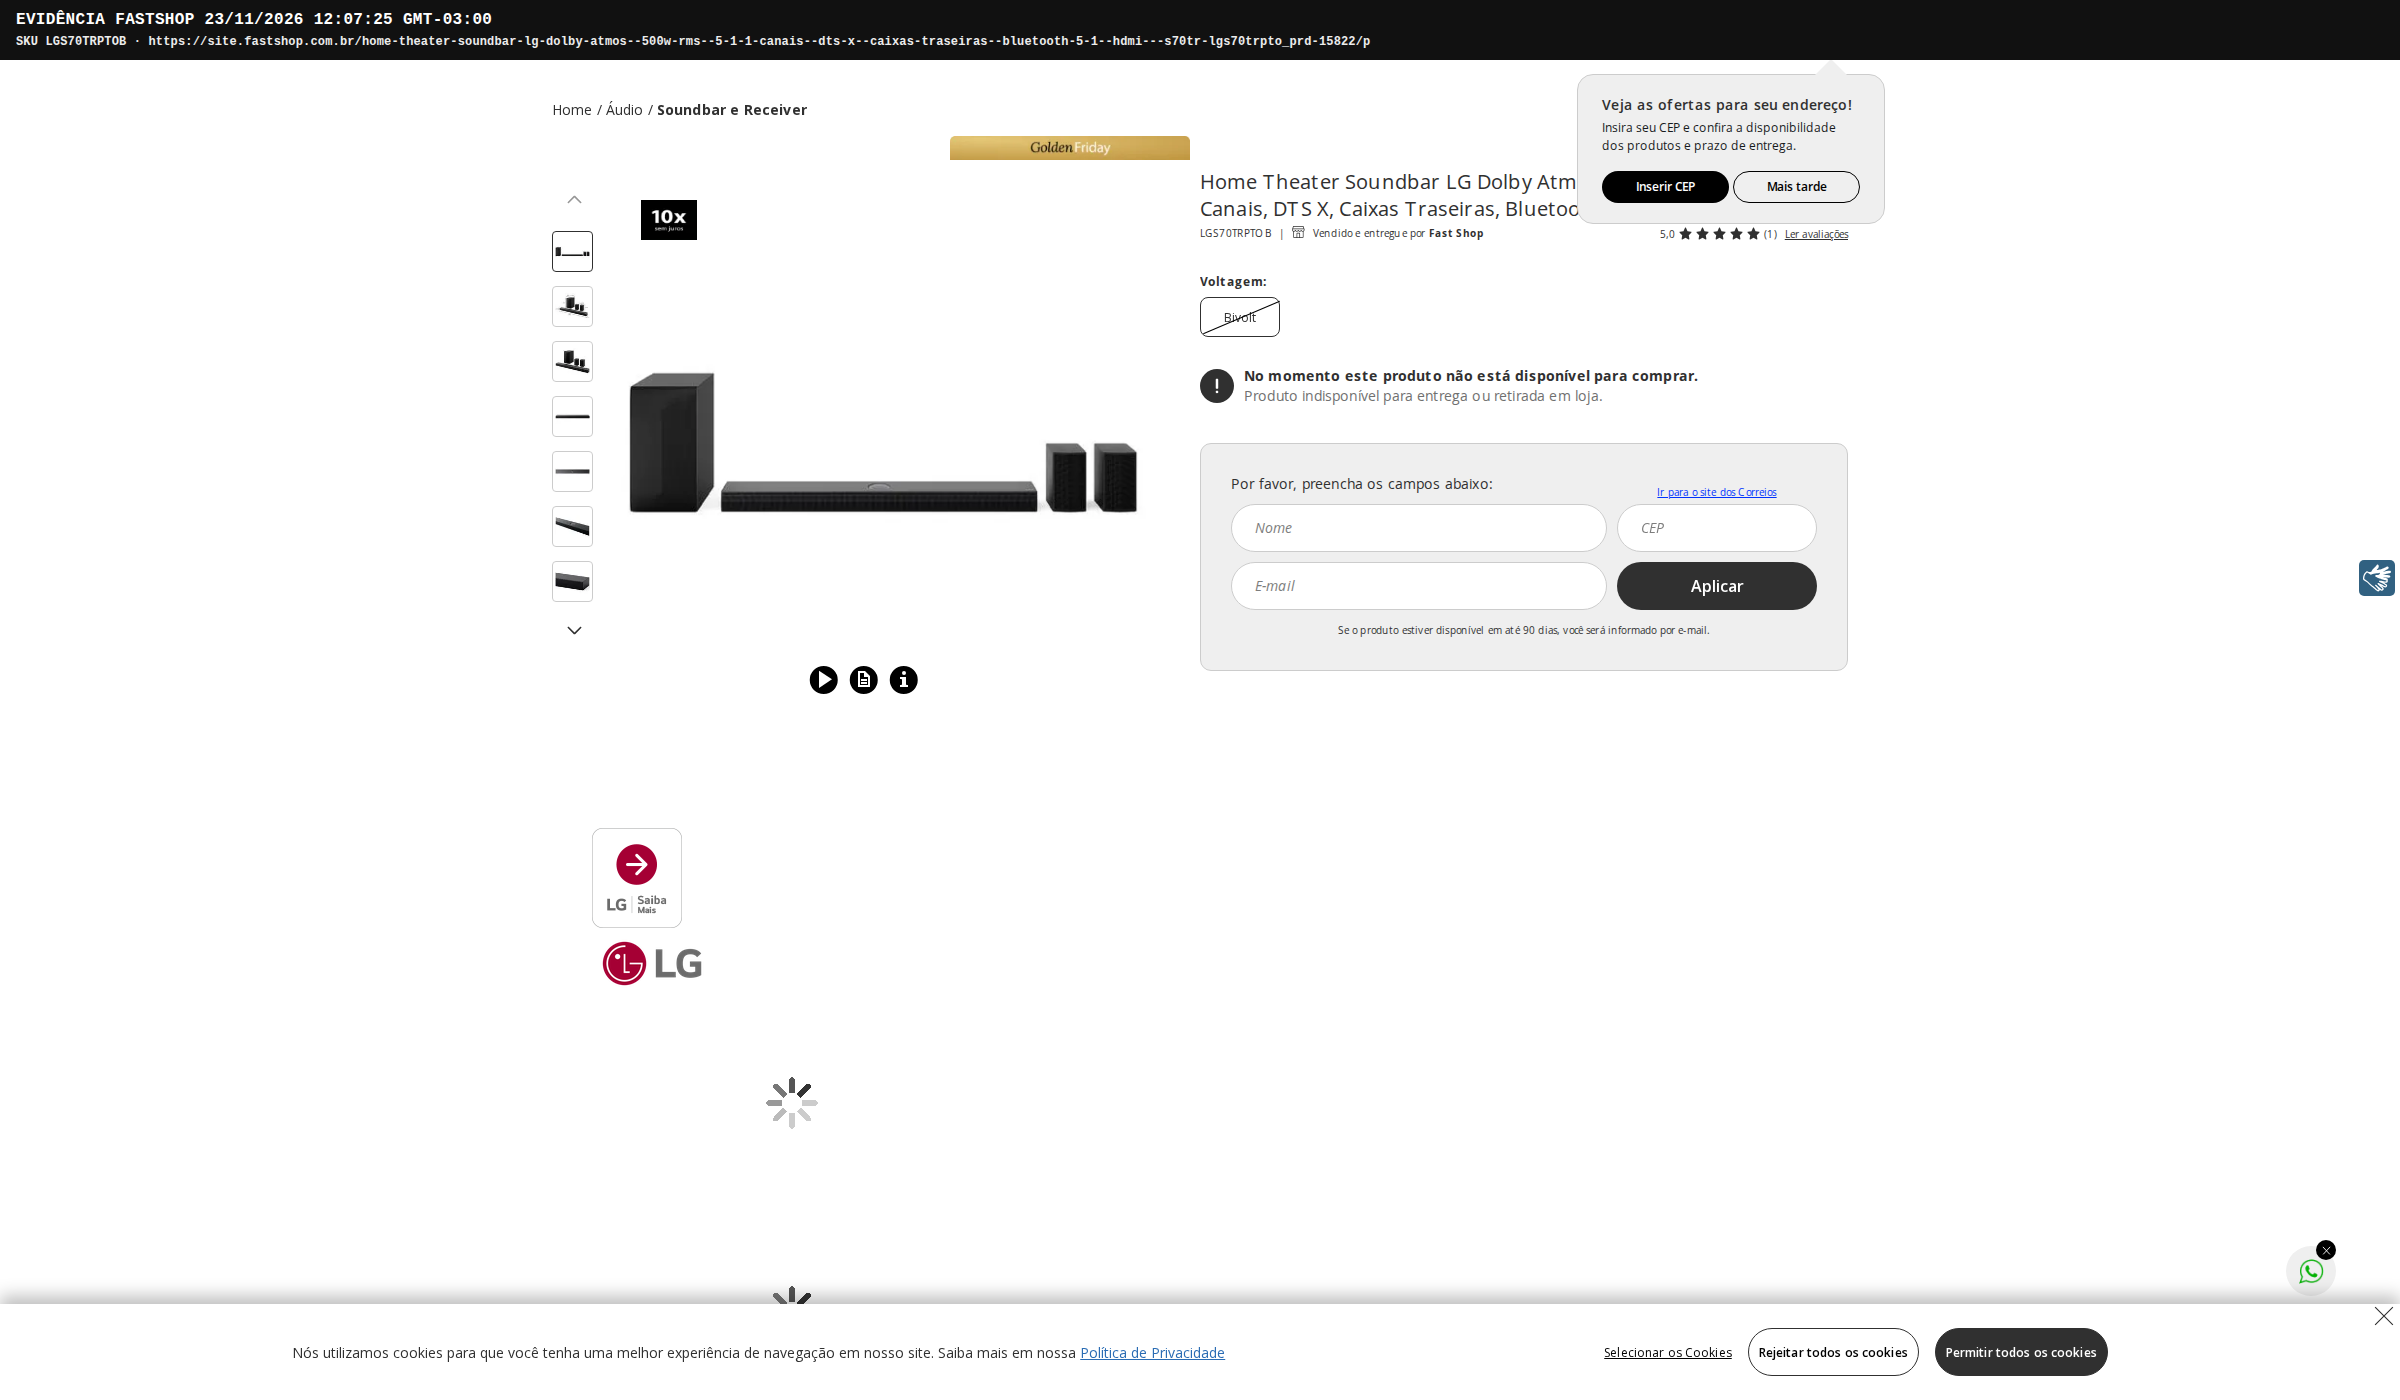 EVIDÊNCIA FASTSHOP 23/11/2026 12:07:25 GMT-03:00
SKU LGS70TRPTOB · https://site.fastshop.com.br/home-theater-soundbar-lg-dolby-atmos--500w-rms--5-1-1-canais--dts-x--caixas-traseiras--bluetooth-5-1--hdmi---s70tr-lgs70trpto_prd-15822/p
Veja as ofertas para seu endereço!
Insira seu CEP e confira a disponibilidade
dos produtos e prazo de entrega.
Inserir CEP
Mais tarde
Home / Áudio / Soundbar e Receiver
Golden Friday
10x
sem juros
Home Theater Soundbar LG Dolby Atm
Canais, DTS X, Caixas Traseiras, Bluetoo
LGS70TRPTOB | Vendido e entregue por Fast Shop
5,0 (1) Ler avaliações
Voltagem:
Bivolt
No momento este produto não está disponível para comprar.
Produto indisponível para entrega ou retirada em loja.
Por favor, preencha os campos abaixo:
Ir para o site dos Correios
Nome
CEP
E-mail
Aplicar
Se o produto estiver disponível em até 90 dias, você será informado por e-mail.
LG Saiba
Mais
LG
Nós utilizamos cookies para que você tenha uma melhor experiência de navegação em nosso site. Saiba mais em nossa Política de Privacidade
Selecionar os Cookies
Rejeitar todos os cookies
Permitir todos os cookies